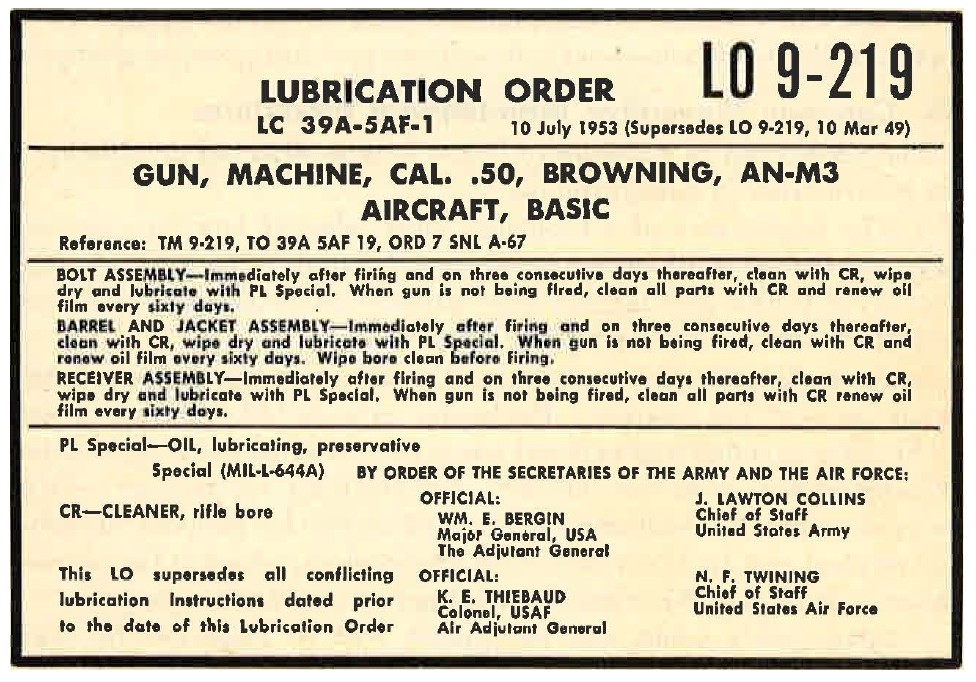 LO 9-219
LUBRICATION ORDER
LC 39A-5AF-1 10 July 1953 (Supersedes LO 9-219, 10 Mar 49)
GUN, MACHINE, CAL. .50, BROWNING, AN-M3
AIRCRAFT, BASIC
Reference: TM 9-219, TO 39A 5AF 19, ORD 7 SNL A-67
BOLT ASSEMBLY—Immediately after firing and on three consecutive days thereafter, clean with CR, wipe
dry and lubricate with PL Special. When gun is not being fired, clean all parts with CR and renew oil
film every sixty days.
BARREL AND JACKET ASSEMBLY—Immediately after firing and on three consecutive days thereafter,
clean with CR, wipe dry and lubricate with PL Special. When gun is not being fired, clean with CR and
renew oil film every sixty days. Wipe bore clean before firing.
RECEIVER ASSEMBLY—Immediately after firing and on three consecutive days thereafter, clean with CR,
wipe dry and lubricate with PL Special. When gun is not being fired, clean all parts with CR renew oil
film every sixty days.
PL Special—OIL, lubricating, preservative
Special (MIL-L-644A) BY ORDER OF THE SECRETARIES OF THE ARMY AND THE AIR FORCE:
CR—CLEANER, rifle bore
OFFICIAL:
WM. E. BERGIN
Major General, USA
The Adjutant General
J. LAWTON COLLINS
Chief of Staff
United States Army
This LO supersedes all conflicting
lubrication Instructions dated prior
to the date of this Lubrication Order
OFFICIAL:
K. E. THIEBAUD
Colonel, USAF
Air Adjutant General
N. F. TWINING
Chief of Staff
United States Air Force